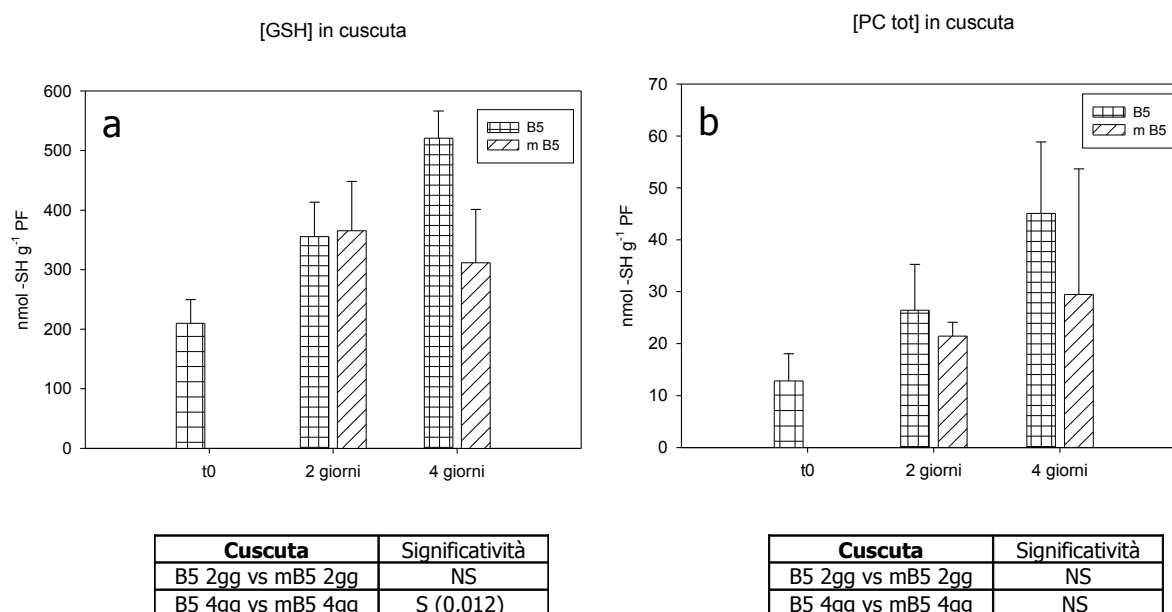 [GSH] in cuscuta
a
B5
m B5
nmol -SH g-1 PF
600
500
400
300
200
100
0
t0 2 giorni 4 giorni
Cuscuta Significatività
B5 2gg vs mB5 2gg NS
B5 4gg vs mB5 4gg S (0,012)
[PC tot] in cuscuta
b
B5
m B5
nmol -SH g-1 PF
70
60
50
40
30
20
10
0
t0 2 giorni 4 giorni
Cuscuta Significatività
B5 2gg vs mB5 2gg NS
B5 4gg vs mB5 4gg NS